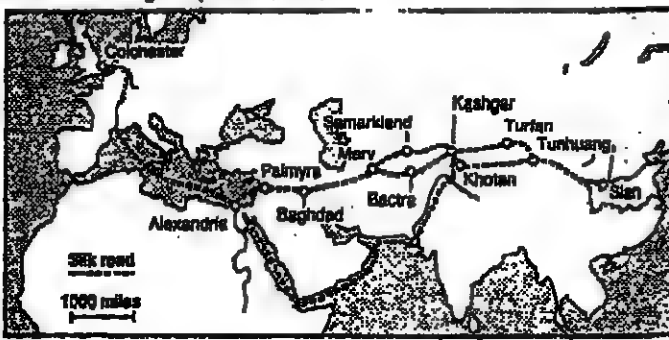 Colchester
Kashgar
Samarkland
Turfan
Tunhuang
Merv
Palmyra
Khotan
Bactra
Sian
Baghdad
Alexandria
Silk road
1000 miles